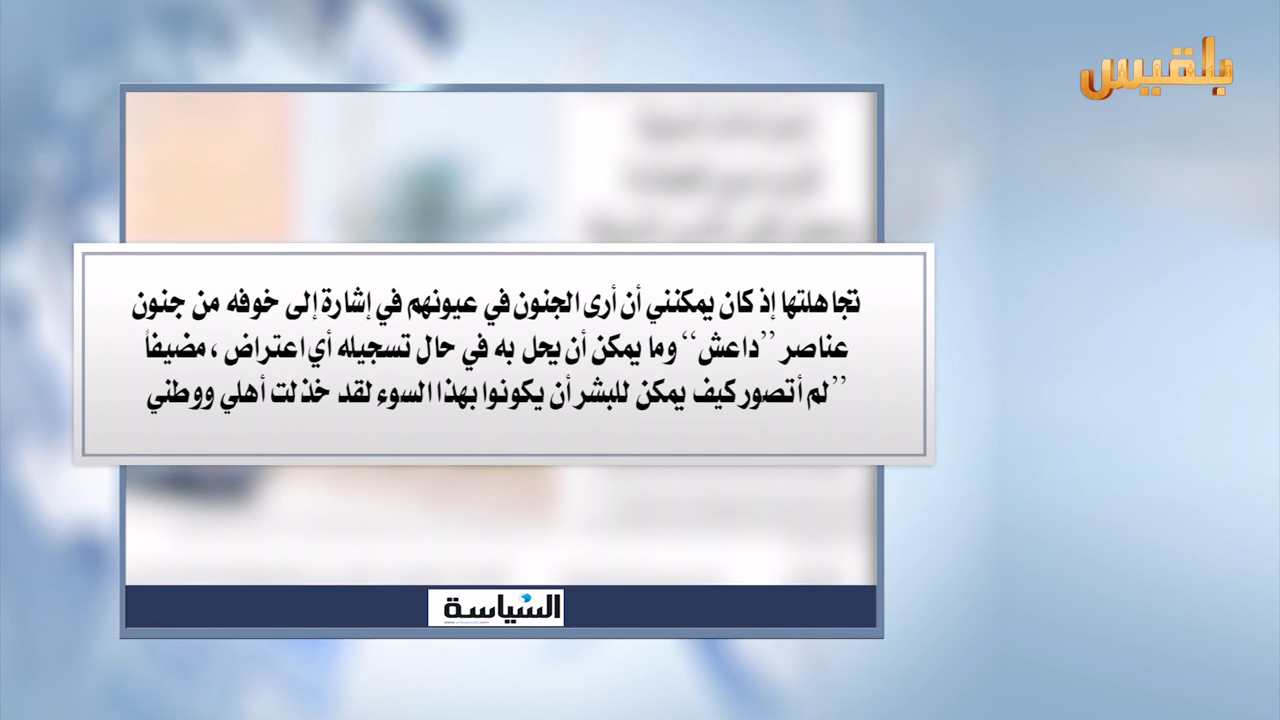 بلقيس
تجاهلتها إذ كان يمكنني أن أرى الجنون في عيونهم في إشارة إلى خوفه من جنون
عناصر ’’داعش‘‘ وما يمكن أن يحل به في حال تسجيله أي اعتراض ، مضيفاً
’’لم أتصور كيف يمكن للبشر أن يكونوا بهذا السوء لقد خذلت أهلي ووطني
السياسة